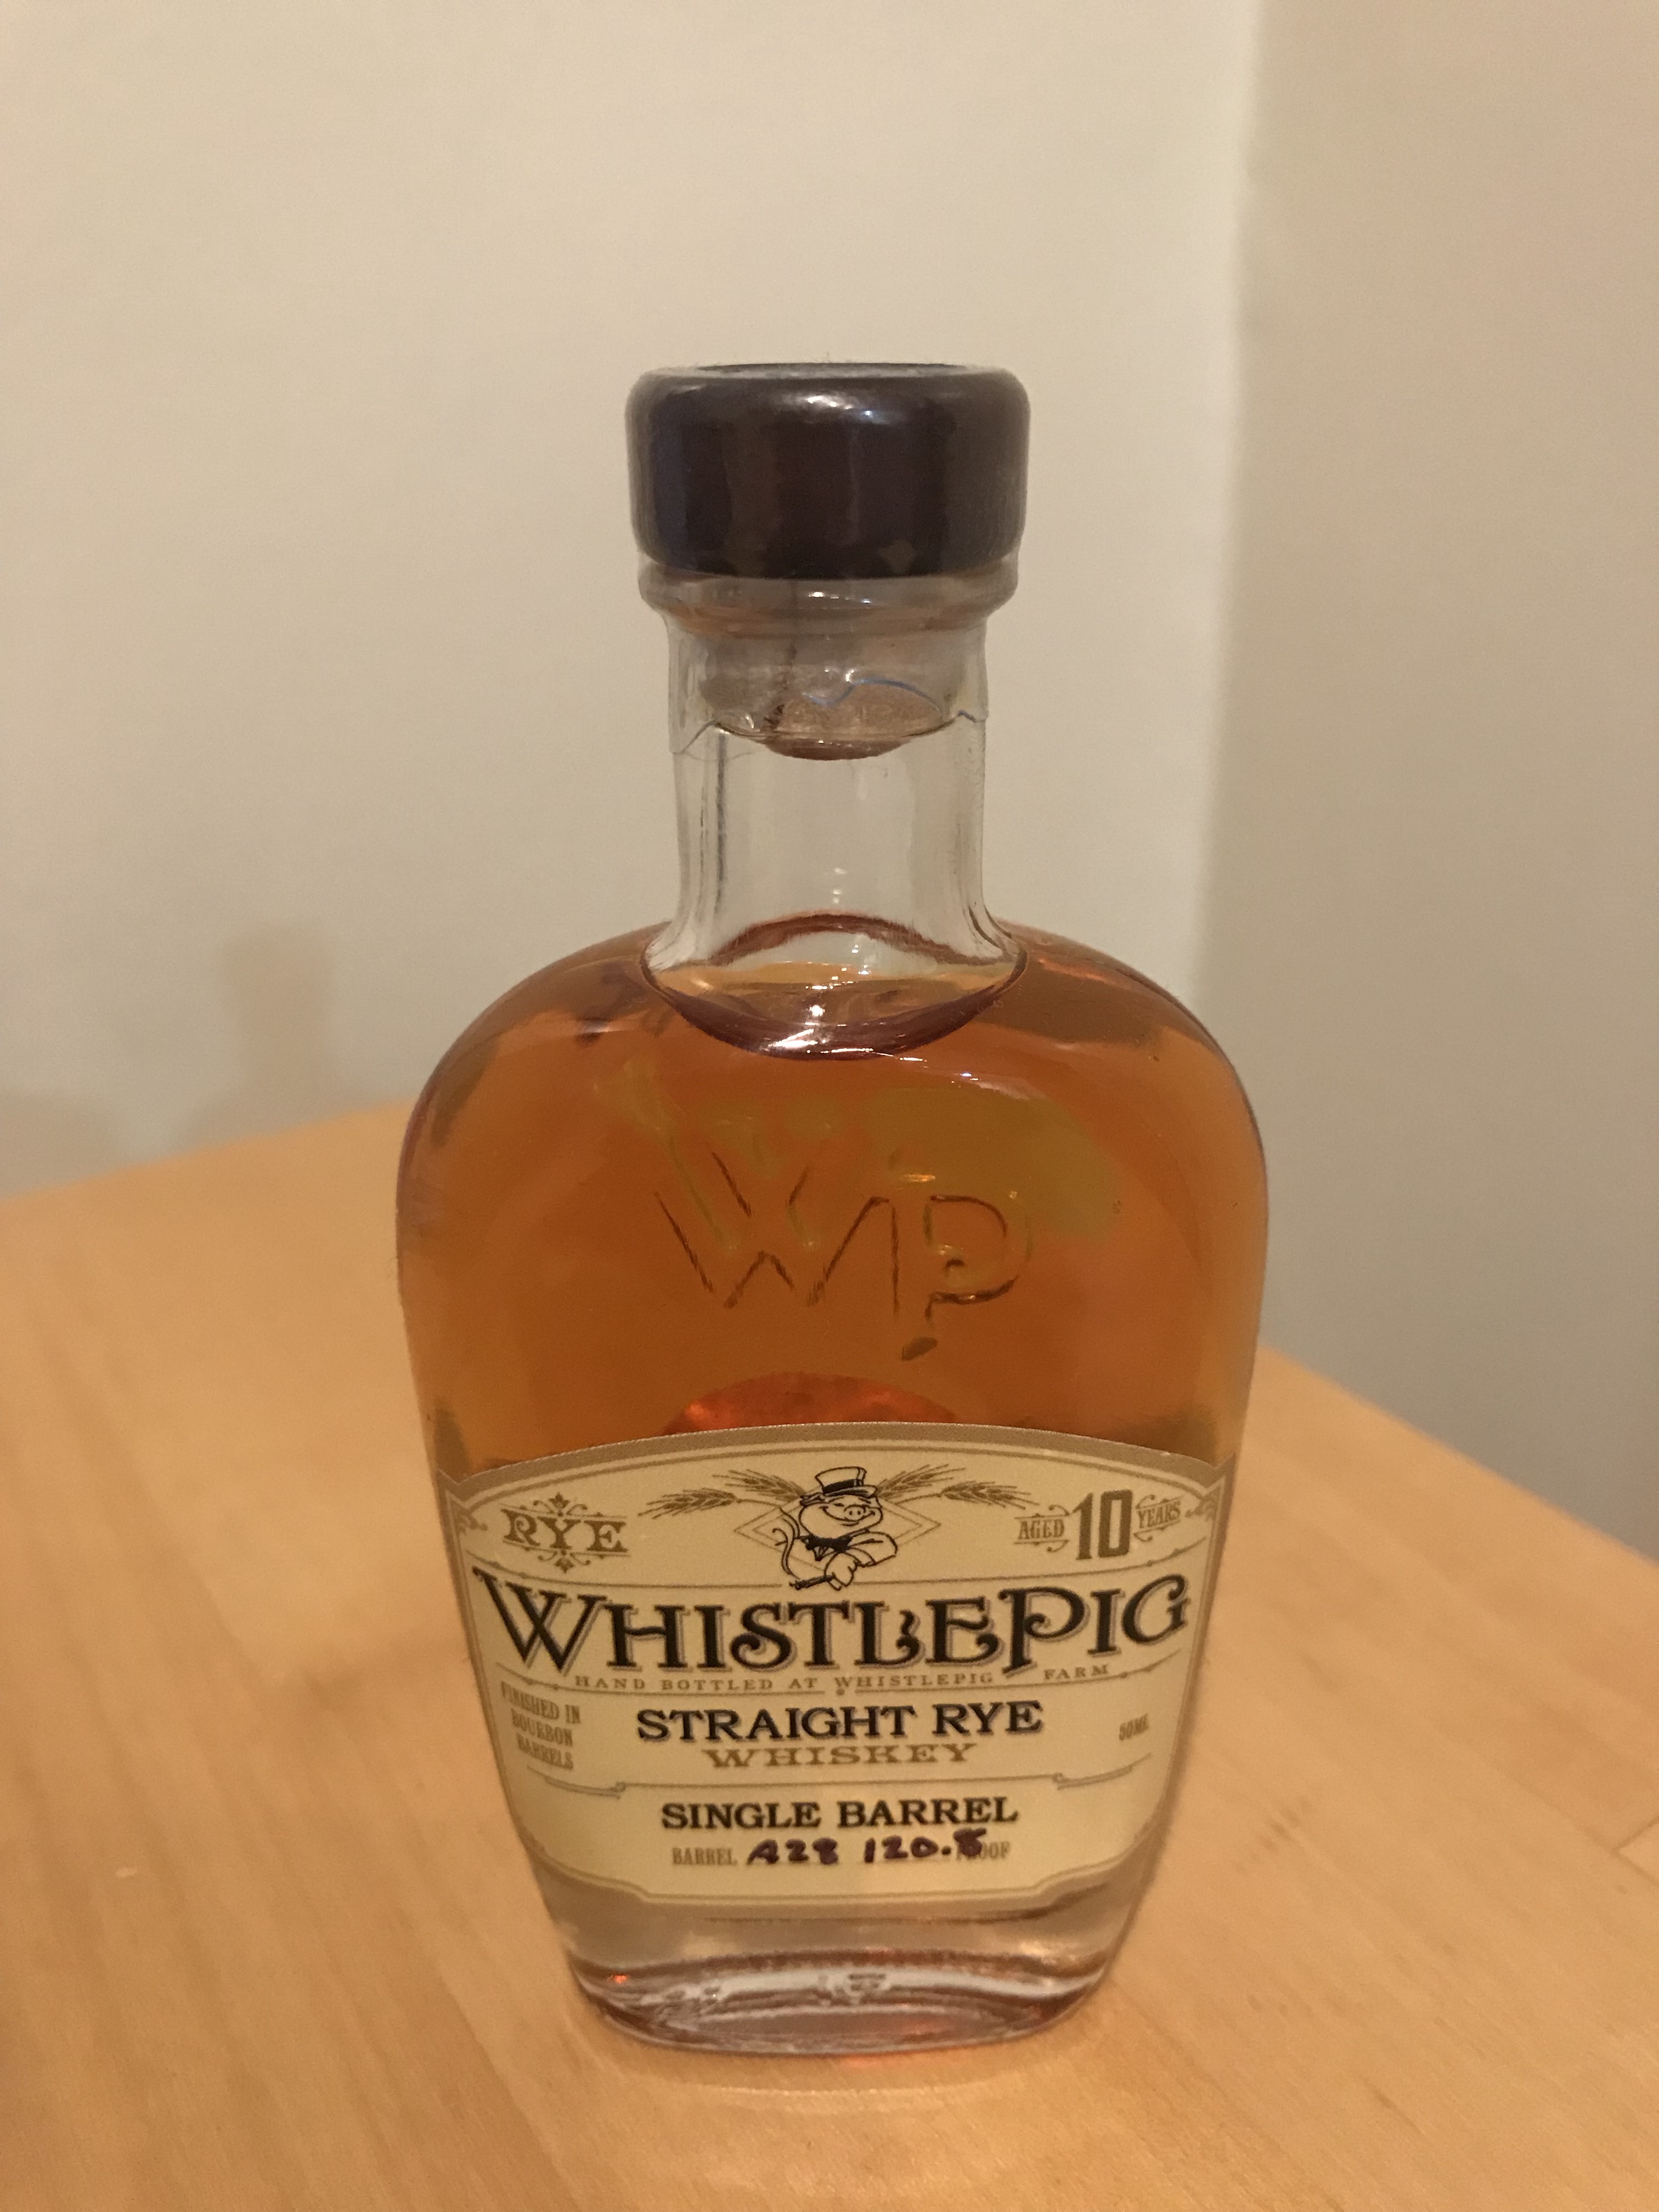 WP
RYE
AGED 10 YEARS
WHISTLEPIG
HAND BOTTLED AT WHISTLEPIG FARM
FINISHED IN
BOURBON
BARRELS
STRAIGHT RYE
WHISKEY
50ML
SINGLE BARREL
BARREL A28 120.8 PROOF